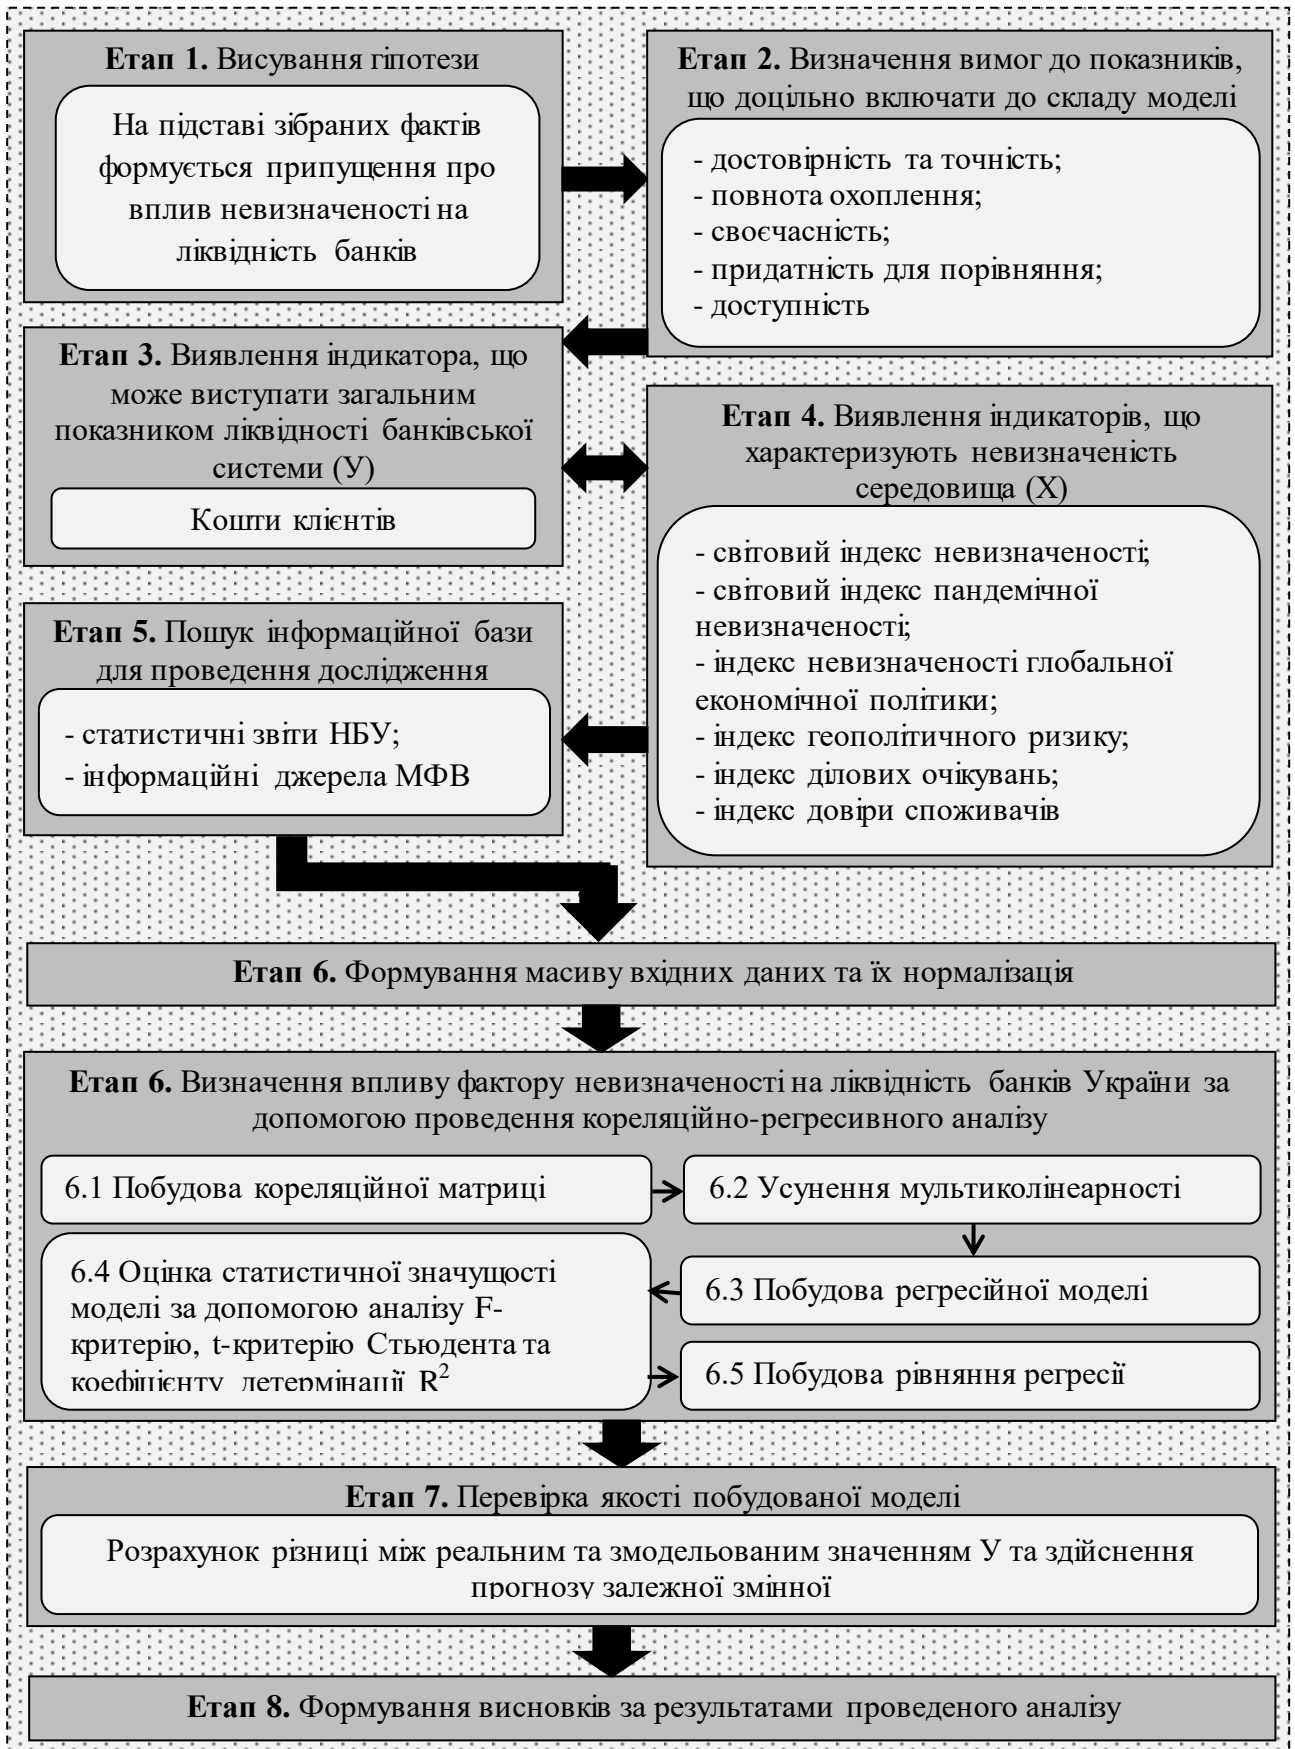 Етап 1. Висування гіпотези
На підставі зібраних фактів
формується припущення про
вплив невизначеності на
ліквідність банків
Етап 2. Визначення вимог до показників,
що доцільно включати до складу моделі
- достовірність та точність;
- повнота охоплення;
- своєчасність;
- придатність для порівняння;
- доступність
Етап 3. Виявлення індикатора, що
може виступати загальним
показником ліквідності банківської
системи (У)
Кошти клієнтів
Етап 4. Виявлення індикаторів, що
характеризують невизначеність
середовища (Х)
- світовий індекс невизначеності;
- світовий індекс пандемічної
невизначеності;
- індекс невизначеності глобальної
економічної політики;
- індекс геополітичного ризику;
- індекс ділових очікувань;
- індекс довіри споживачів
Етап 5. Пошук інформаційної бази
для проведення дослідження
- статистичні звіти НБУ;
- інформаційні джерела МФВ
Етап 6. Формування масиву вхідних даних та їх нормалізація
Етап 6. Визначення впливу фактору невизначеності на ліквідність банків України за
допомогою проведення кореляційно-регресивного аналізу
6.1 Побудова кореляційної матриці
6.2 Усунення мультиколінеарності
6.3 Побудова регресійної моделі
6.4 Оцінка статистичної значущості
моделі за допомогою аналізу F-
критерію, t-критерію Стьюдента та
коефіцієнту детермінації R²
6.5 Побудова рівняння регресії
Етап 7. Перевірка якості побудованої моделі
Розрахунок різниці між реальним та змодельованим значенням У та здійснення
прогнозу залежної змінної
Етап 8. Формування висновків за результатами проведеного аналізу